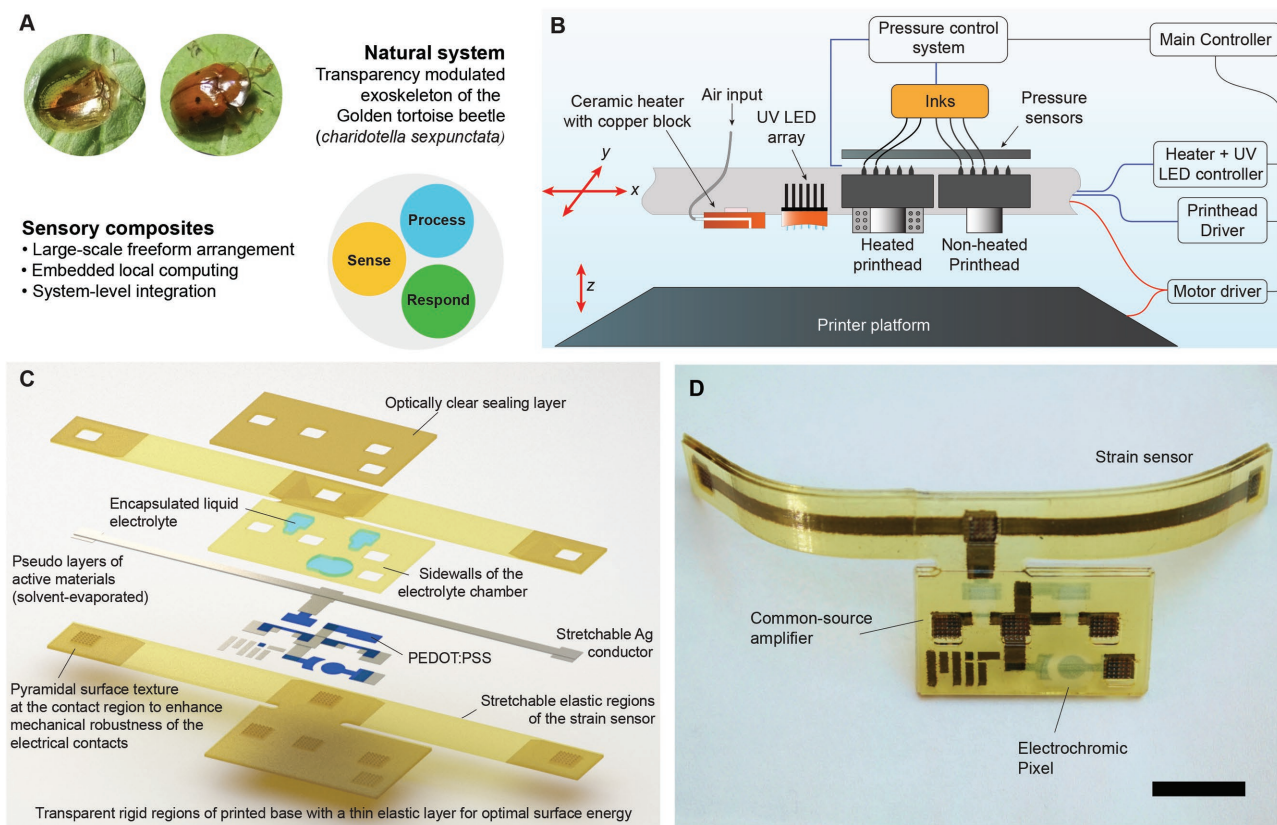 A
Natural system
Transparency modulated
exoskeleton of the
Golden tortoise beetle
(charidotella sexpunctata)
Sensory composites
• Large-scale freeform arrangement
• Embedded local computing
• System-level integration
Process
Sense
Respond
B
Pressure control
system
Main Controller
Air input
Inks
Ceramic heater
with copper block
UV LED
array
Pressure
sensors
y
x
z
Heater + UV
LED controller
Printhead
Driver
Heated
printhead
Non-heated
Printhead
Motor driver
Printer platform
C
Optically clear sealing layer
Encapsulated liquid
electrolyte
Pseudo layers of
active materials
(solvent-evaporated)
Sidewalls of the
electrolyte chamber
Stretchable Ag
conductor
PEDOT:PSS
Pyramidal surface texture
at the contact region to enhance
mechanical robustness of the
electrical contacts
Stretchable elastic regions
of the strain sensor
Transparent rigid regions of printed base with a thin elastic layer for optimal surface energy
D
Strain sensor
Common-source
amplifier
MIT
Electrochromic
Pixel